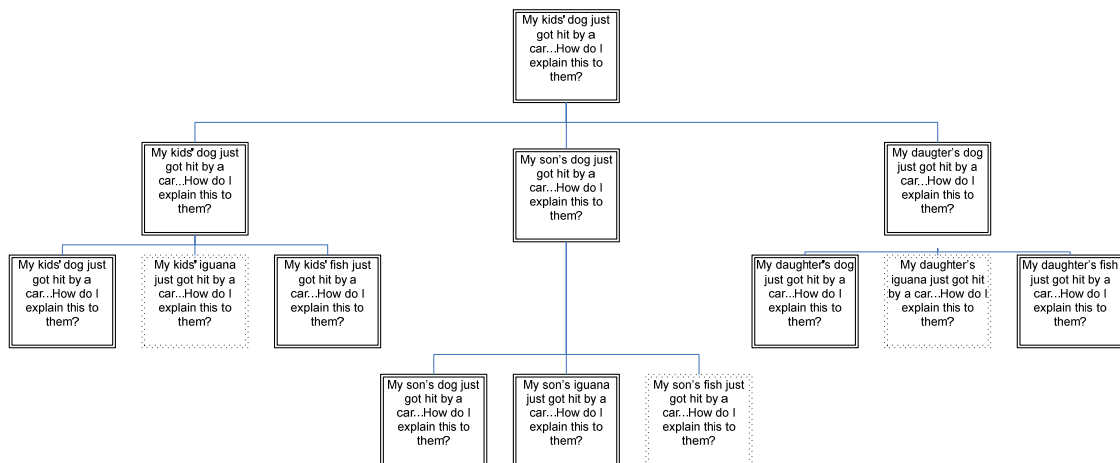 My kids' dog just
got hit by a
car...How do I
explain this to
them?
My kids' dog just
got hit by a
car...How do I
explain this to
them?
My son's dog just
got hit by a
car...How do I
explain this to
them?
My daugter's dog
just got hit by a
car...How do I
explain this to
them?
My kids' dog just
got hit by a
car...How do I
explain this to
them?
My kids' iguana
just got hit by a
car...How do I
explain this to
them?
My kids' fish just
got hit by a
car...How do I
explain this to
them?
My daughter's dog
just got hit by a
car...How do I
explain this to
them?
My daughter's
iguana just got hit
by a car...How do I
explain this to
them?
My daughter's fish
just got hit by a
car...How do I
explain this to
them?
My son's dog just
got hit by a
car...How do I
explain this to
them?
My son's iguana
just got hit by a
car...How do I
explain this to
them?
My son's fish just
got hit by a
car...How do I
explain this to
them?